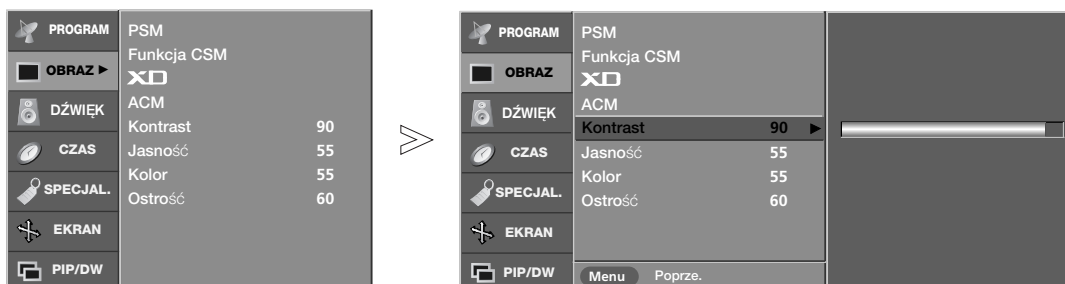 PROGRAM
OBRAZ ►
DŹWIĘK
CZAS
SPECJAL.
EKRAN
PIP/DW
PSM
Funkcja CSM
XD
ACM
Kontrast 90
Jasność 55
Kolor 55
Ostrość 60
PROGRAM
OBRAZ
DŹWIĘK
CZAS
SPECJAL.
EKRAN
PIP/DW
PSM
Funkcja CSM
XD
ACM
Kontrast 90 ►
Jasność 55
Kolor 55
Ostrość 60
Menu Poprze.